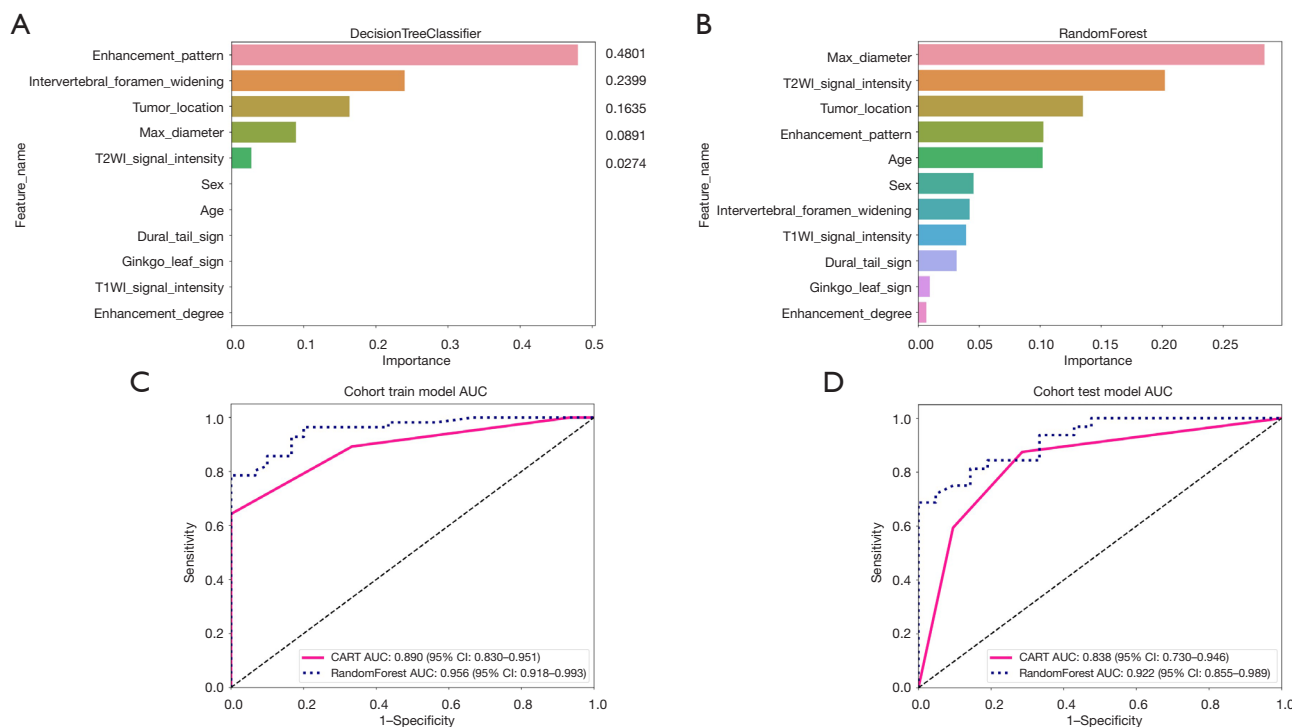 A
DecisionTreeClassifier
Feature_name
Enhancement_pattern
Intervertebral_foramen_widening
Tumor_location
Max_diameter
T2WI_signal_intensity
Sex
Age
Dural_tail_sign
Ginkgo_leaf_sign
T1WI_signal_intensity
Enhancement_degree
0.4801
0.2399
0.1635
0.0891
0.0274
0.0 0.1 0.2 0.3 0.4 0.5
Importance
B
RandomForest
Feature_name
Max_diameter
T2WI_signal_intensity
Tumor_location
Enhancement_pattern
Age
Sex
Intervertebral_foramen_widening
T1WI_signal_intensity
Dural_tail_sign
Ginkgo_leaf_sign
Enhancement_degree
0.00 0.05 0.10 0.15 0.20 0.25
Importance
C
Cohort train model AUC
Sensitivity
1.0
0.8
0.6
0.4
0.2
0.0
CART AUC: 0.890 (95% CI: 0.830–0.951)
RandomForest AUC: 0.956 (95% CI: 0.918–0.993)
0.0 0.2 0.4 0.6 0.8 1.0
1–Specificity
D
Cohort test model AUC
Sensitivity
1.0
0.8
0.6
0.4
0.2
0.0
CART AUC: 0.838 (95% CI: 0.730–0.946)
RandomForest AUC: 0.922 (95% CI: 0.855–0.989)
0.0 0.2 0.4 0.6 0.8 1.0
1–Specificity